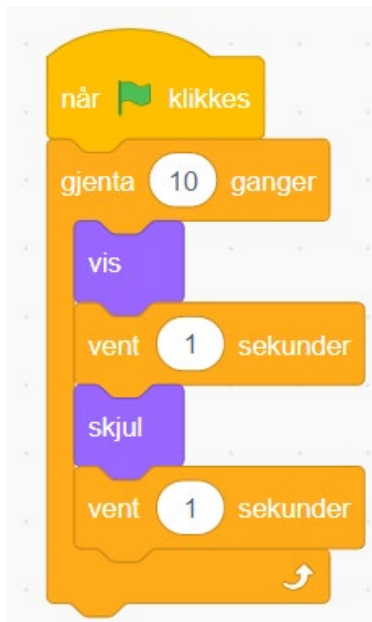 når klikkes
gjenta 10 ganger
vis
vent 1 sekunder
skjul
vent 1 sekunder